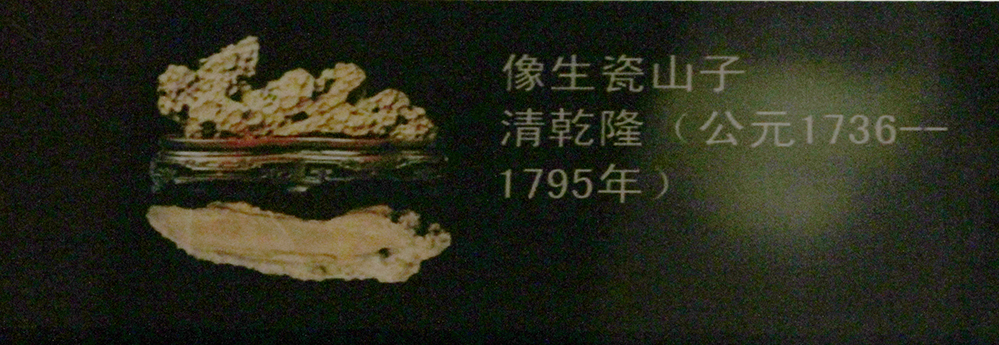 像生瓷山子
清乾隆（公元1736--
1795年）